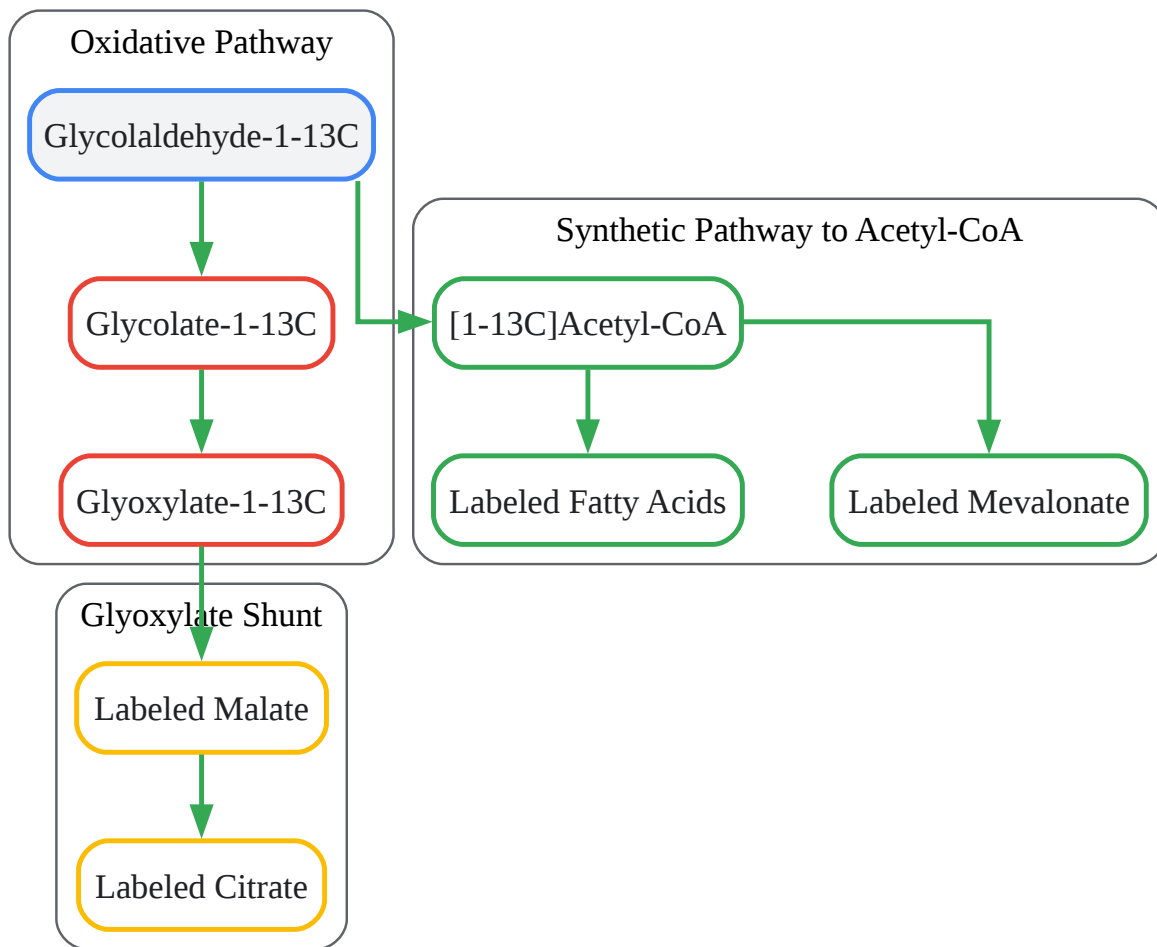 Oxidative Pathway
Glycolaldehyde-1-13C
Glycolate-1-13C
Glyoxylate-1-13C
Synthetic Pathway to Acetyl-CoA
[1-13C]Acetyl-CoA
Labeled Fatty Acids
Labeled Mevalonate
Glyoxylate Shunt
Labeled Malate
Labeled Citrate